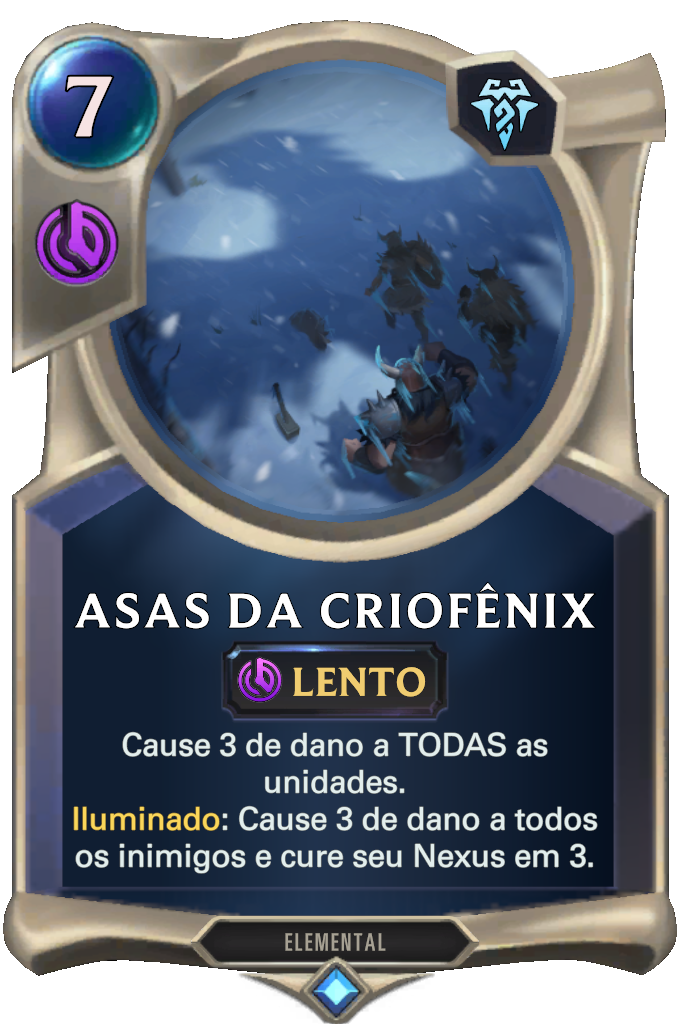 7
ASAS DA CRIOFÊNIX
LENTO
Cause 3 de dano a TODAS as
unidades.
Iluminado: Cause 3 de dano a todos
os inimigos e cure seu Nexus em 3.
ELEMENTAL